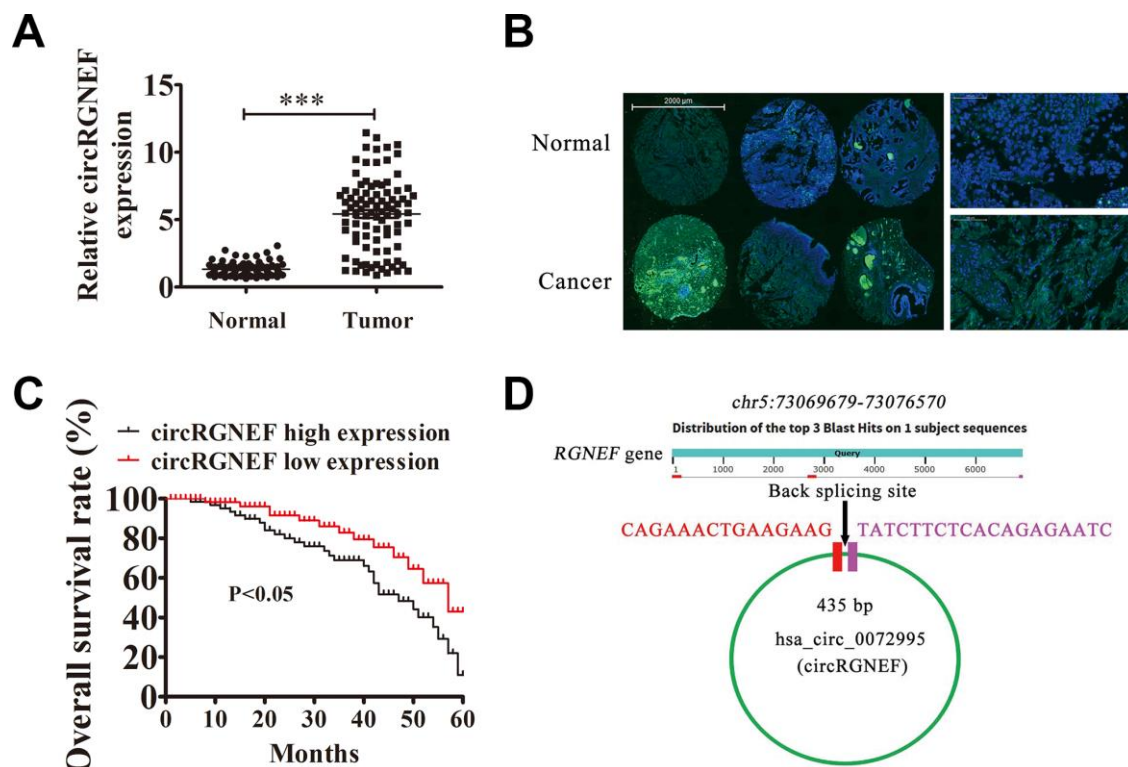 A
Relative circRGNEF
expression
15
10
5
0
***
Normal
Tumor
B
2000 μm
Normal
Cancer
C
Overall survival rate (%)
circRGNEF high expression
circRGNEF low expression
100
80
60
40
20
0
P<0.05
0 10 20 30 40 50 60
Months
D
chr5:73069679-73076570
Distribution of the top 3 Blast Hits on 1 subject sequences
RGNEF gene
Query
1 1000 2000 3000 4000 5000 6000
Back splicing site
CAGAAACTGAAGAAG TATCTTCTCACAGAGAATC
435 bp
hsa_circ_0072995
(circRGNEF)